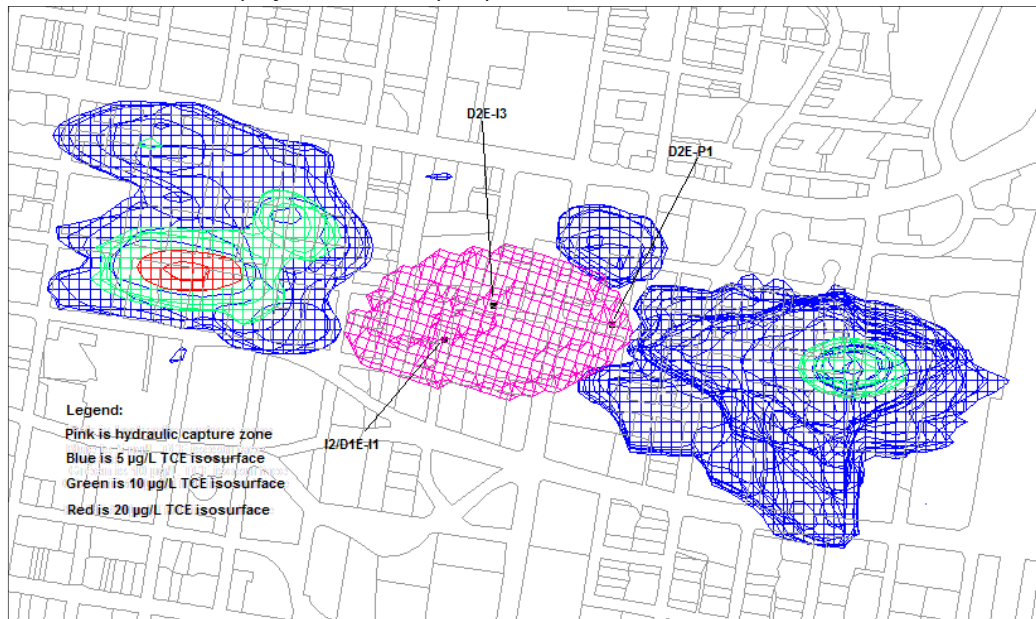 D2E-I3
D2E-P1
I2/D1E-I1
Legend:
Pink is hydraulic capture zone
Blue is 5 µg/L TCE isosurface
Green is 10 µg/L TCE isosurface
Red is 20 µg/L TCE isosurface